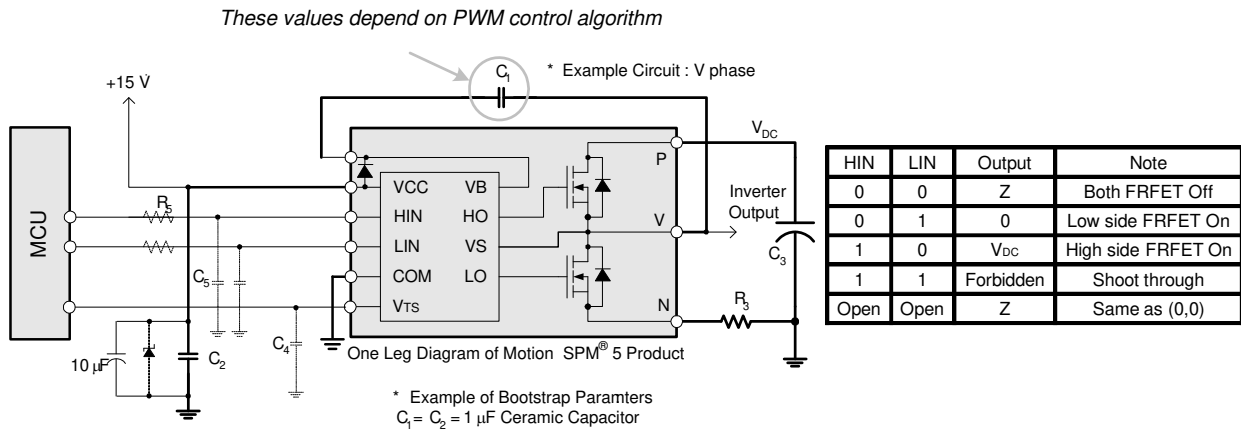 These values depend on PWM control algorithm
C1
* Example Circuit : V phase
+15 V
MCU
R5
C5
C4
10 µF
C2
VCC
VB
HIN
HO
LIN
VS
COM
LO
VTS
P
V
N
VDC
Inverter
Output
C3
R3
One Leg Diagram of Motion SPM® 5 Product
* Example of Bootstrap Paramters
C1 = C2 = 1 µF Ceramic Capacitor
HIN LIN Output Note
0 0 Z Both FRFET Off
0 1 0 Low side FRFET On
1 0 VDC High side FRFET On
1 1 Forbidden Shoot through
Open Open Z Same as (0,0)